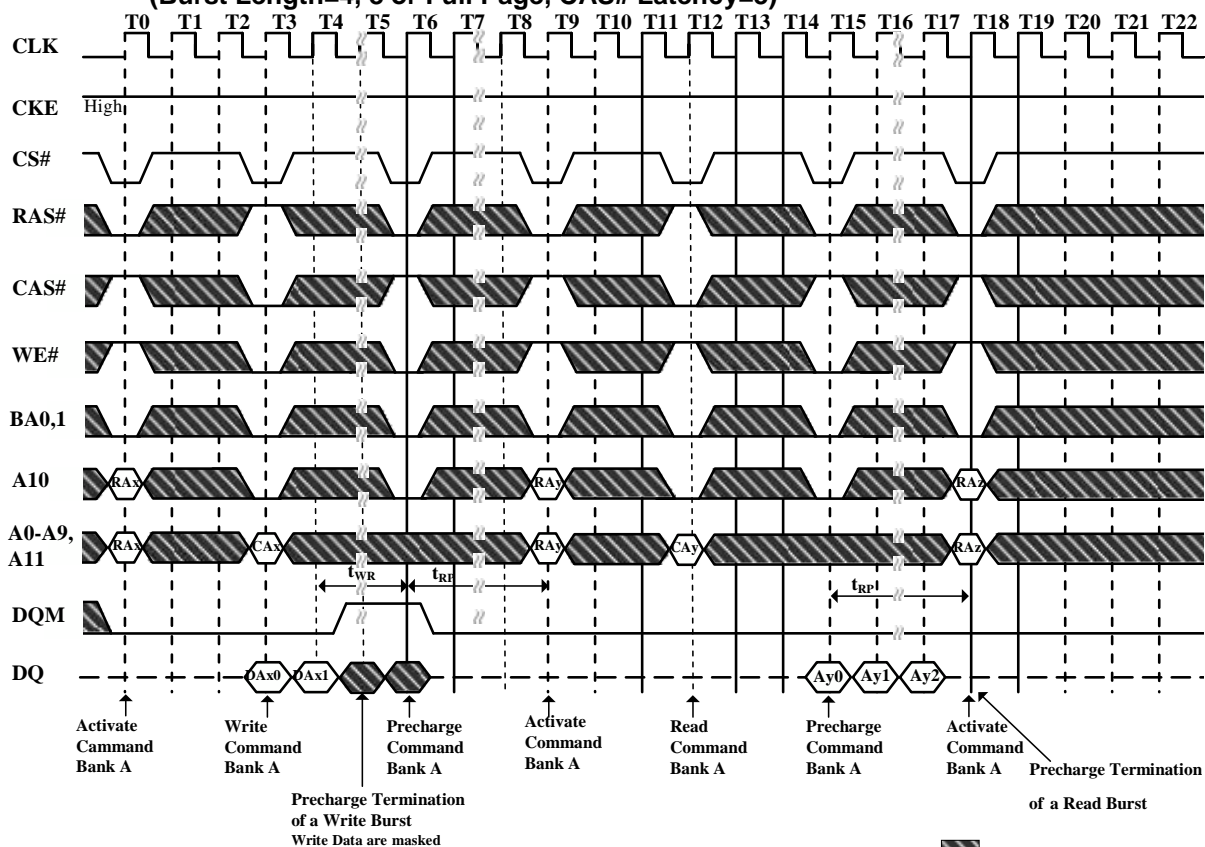 (Burst Length=4, 8 or Full Page, CAS# Latency=3)
T0 T1 T2 T3 T4 T5 T6 T7 T8 T9 T10 T11 T12 T13 T14 T15 T16 T17 T18 T19 T20 T21 T22
CLK
CKE High
CS#
RAS#
CAS#
WE#
BA0,1
A10 RAx RAy RAz
A0-A9,
A11 RAx CAx RAy CAy RAz
tWR tRP tRP
DQM
DQ DAx0 DAx1 Ay0 Ay1 Ay2
Activate
Cammand
Bank A
Write
Command
Bank A
Precharge
Command
Bank A
Activate
Command
Bank A
Read
Command
Bank A
Precharge
Command
Bank A
Activate
Command
Bank A
Precharge Termination
of a Read Burst
Precharge Termination
of a Write Burst
Write Data are masked